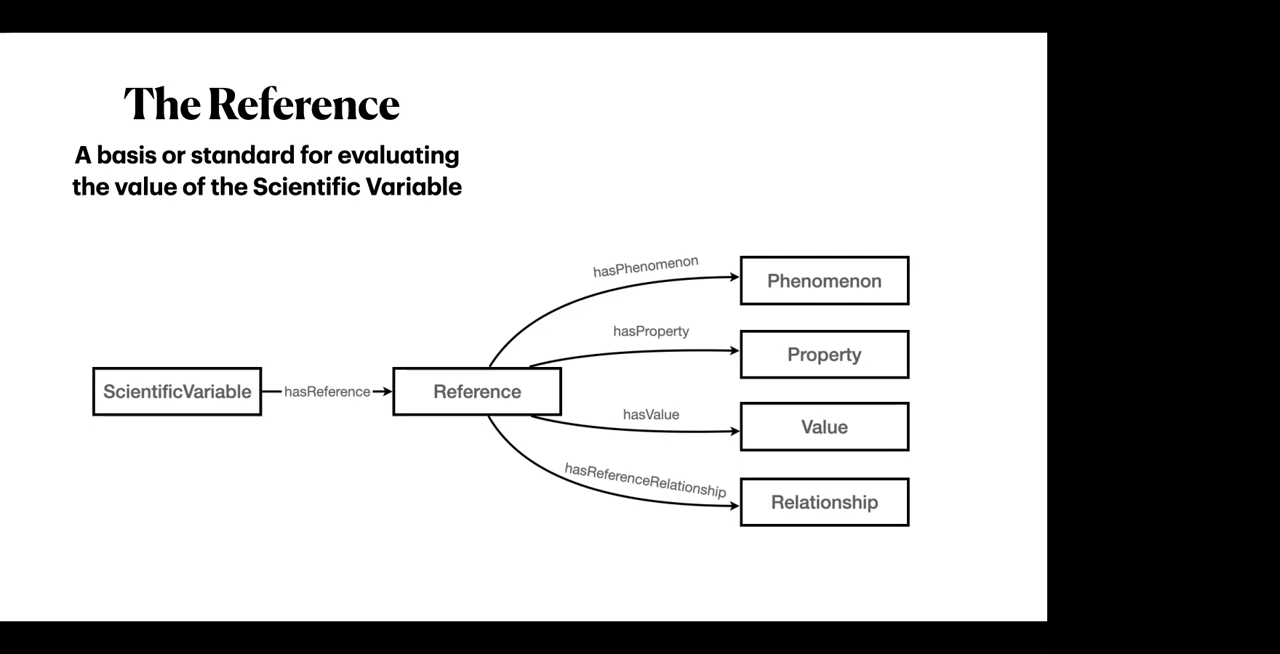 The Reference
A basis or standard for evaluating
the value of the Scientific Variable
hasPhenomenon
Phenomenon
hasProperty
Property
ScientificVariable
hasReference
Reference
hasValue
Value
hasReferenceRelationship
Relationship